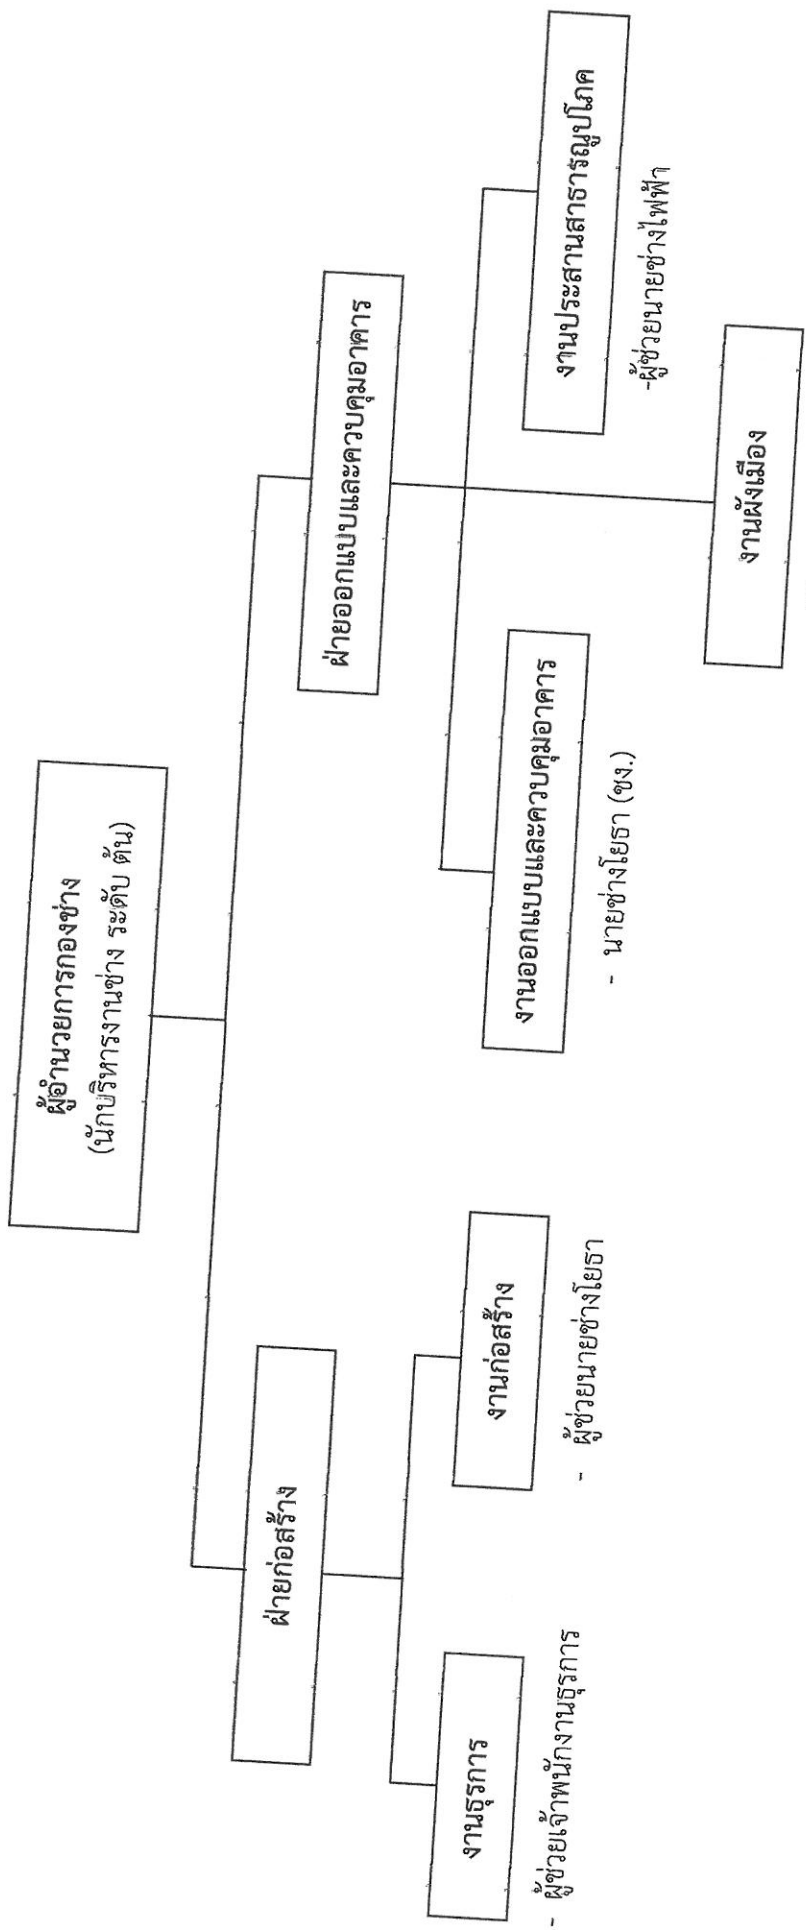 ผู้อำนวยการกองช่าง
(นักบริหารงานช่าง ระดับ ต้น)
ฝ่ายก่อสร้าง
ฝ่ายออกแบบและควบคุมอาคาร
งานธุรการ
- ผู้ช่วยเจ้าพนักงานธุรการ
งานก่อสร้าง
- ผู้ช่วยนายช่างโยธา
งานออกแบบและควบคุมอาคาร
- นายช่างโยธา (ชง.)
งานประสานสาธารณูปโภค
-ผู้ช่วยนายช่างไฟฟ้า
งานผังเมือง